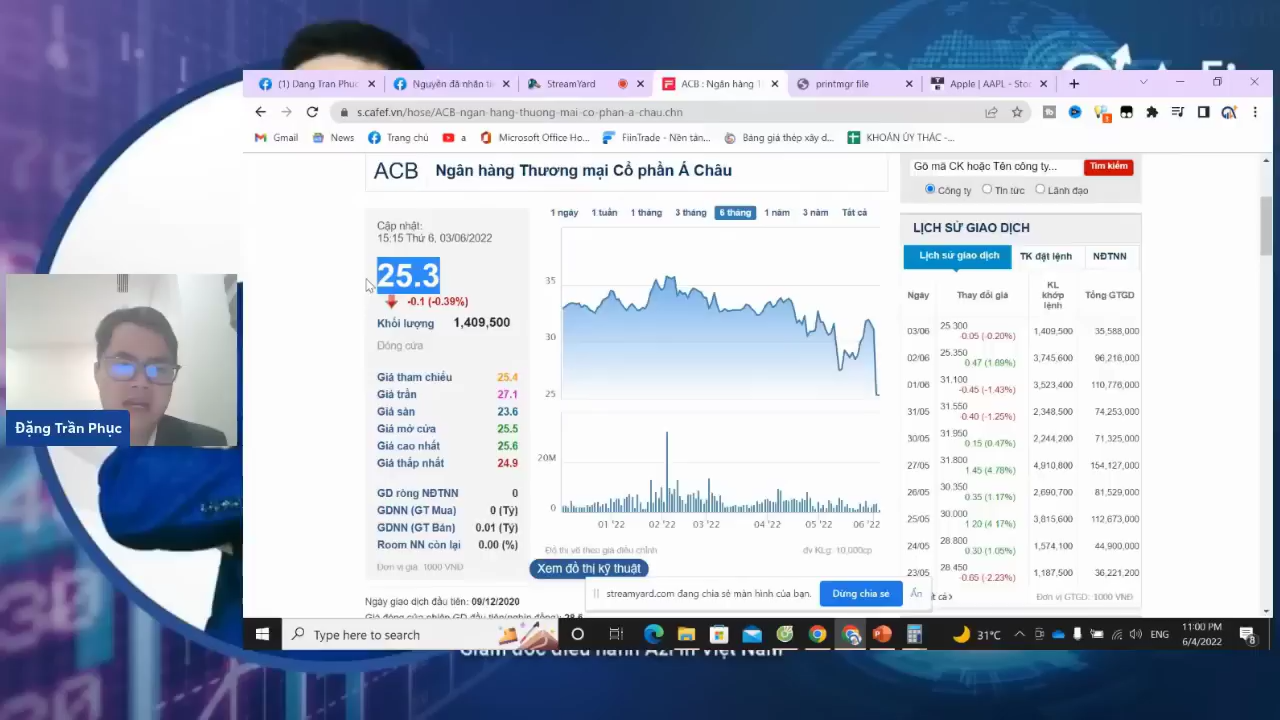 (1) Dang Tran Phuc
Nguyễn đã nhắn ti
StreamYard
ACB : Ngân hàng T
printmgr file
Apple | AAPL - Stoc
s.cafef.vn/hose/ACB-ngan-hang-thuong-mai-co-phan-a-chau.chn
Gmail
News
Trang chủ
a
Microsoft Office Ho...
FiinTrade - Nền tản...
Bảng giá thép xây d...
KHOÁN ỦY THÁC -...
ACB Ngân hàng Thương mại Cổ phần Á Châu
Gõ mã CK hoặc Tên công ty...
Tìm kiếm
Công ty Tin tức Lãnh đạo
Cập nhật:
15:15 Thứ 6, 03/06/2022
25.3
-0.1 (-0.39%)
Khối lượng 1,409,500
Đóng cửa
Giá tham chiếu 25.4
Giá trần 27.1
Giá sàn 23.6
Giá mở cửa 25.5
Giá cao nhất 25.6
Giá thấp nhất 24.9
GD ròng NĐTNN 0
GDNN (GT Mua) 0 (Tỷ)
GDNN (GT Bán) 0.01 (Tỷ)
Room NN còn lại 0.00 (%)
Đơn vị giá: 1000 VNĐ
Ngày giao dịch đầu tiên: 09/12/2020
1 ngày 1 tuần 1 tháng 3 tháng 6 tháng 1 năm 3 năm Tất cả
35
30
25
20M
0
01 '22 02 '22 03 '22 04 '22 05 '22 06 '22
Đồ thị vẽ theo giá điều chỉnh
đv KLg: 10,000cp
Xem đồ thị kỹ thuật
LỊCH SỬ GIAO DỊCH
Lịch sử giao dịch TK đặt lệnh NĐTNN
Ngày Thay đổi giá KL khớp lệnh Tổng GTGD
03/06 25.300 -0.05 (-0.20%) 1,409,500 35,588,000
02/06 25.350 0.47 (1.89%) 3,745,600 96,216,000
01/06 31.100 -0.45 (-1.43%) 3,523,400 110,776,000
31/05 31.550 -0.40 (-1.25%) 2,348,500 74,253,000
30/05 31.950 0.15 (0.47%) 2,244,200 71,325,000
27/05 31.800 1.45 (4.78%) 4,910,800 154,127,000
26/05 30.350 0.35 (1.17%) 2,690,700 81,529,000
25/05 30.000 1.20 (4.17%) 3,815,600 112,673,000
24/05 28.800 0.30 (1.05%) 1,574,100 44,900,000
23/05 28.450 -0.65 (-2.23%) 1,187,500 36,221,200
Đơn vị GTGD: 1000 VNĐ
streamyard.com đang chia sẻ màn hình của bạn.
Dừng chia sẻ
Ẩn
Đặng Trần Phục
Type here to search
31°C
ENG
11:00 PM
6/4/2022
8
Giám đốc điều hành AzFin Việt Nam